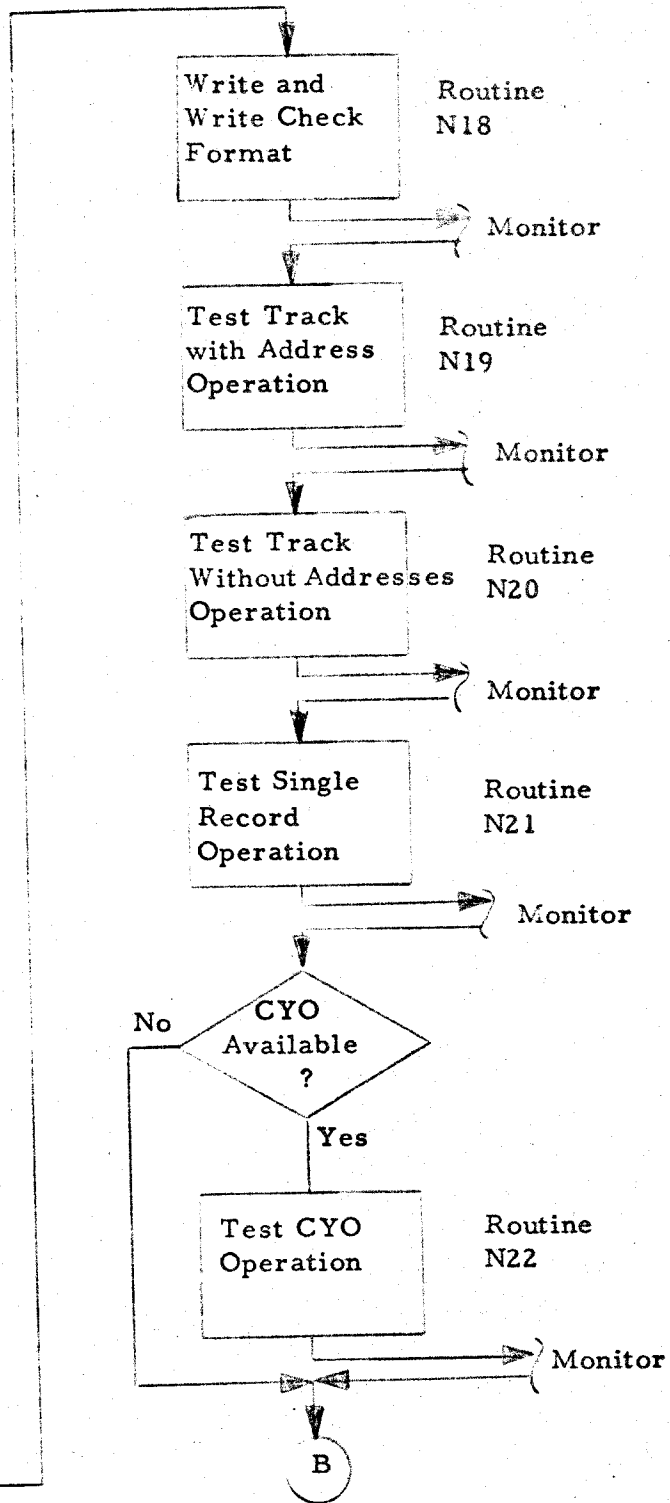 Write and
Write Check
Format
Routine
N18
Monitor
Test Track
with Address
Operation
Routine
N19
Monitor
Test Track
Without Addresses
Operation
Routine
N20
Monitor
Test Single
Record
Operation
Routine
N21
Monitor
No
CYO
Available
?
Yes
Test CYO
Operation
Routine
N22
Monitor
B